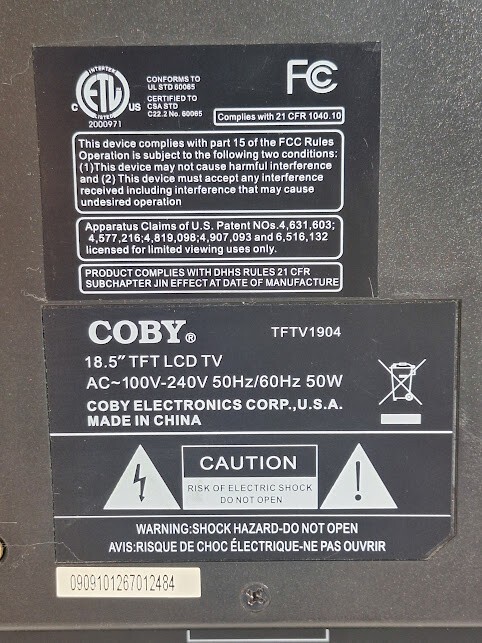 INTERTEK
C ETL US
LISTED
2000971
CONFORMS TO
UL STD 60065
CERTIFIED TO
CSA STD
C22.2 No. 60065
FC
Complies with 21 CFR 1040.10
This device complies with part 15 of the FCC Rules
Operation is subject to the following two conditions:
(1)This device may not cause harmful interference
and (2) This device must accept any interference
received including interference that may cause
undesired operation
Apparatus Claims of U.S. Patent NOs.4,631,603;
4,577,216;4,819,098;4,907,093 and 6,516,132
licensed for limited viewing uses only.
PRODUCT COMPLIES WITH DHHS RULES 21 CFR
SUBCHAPTER JIN EFFECT AT DATE OF MANUFACTURE
COBY®
TFTV1904
18.5″ TFT LCD TV
AC~100V-240V 50Hz/60Hz 50W
COBY ELECTRONICS CORP.,U.S.A.
MADE IN CHINA
CAUTION
RISK OF ELECTRIC SHOCK
DO NOT OPEN
WARNING:SHOCK HAZARD-DO NOT OPEN
AVIS:RISQUE DE CHOC ÉLECTRIQUE-NE PAS OUVRIR
0909101267012484